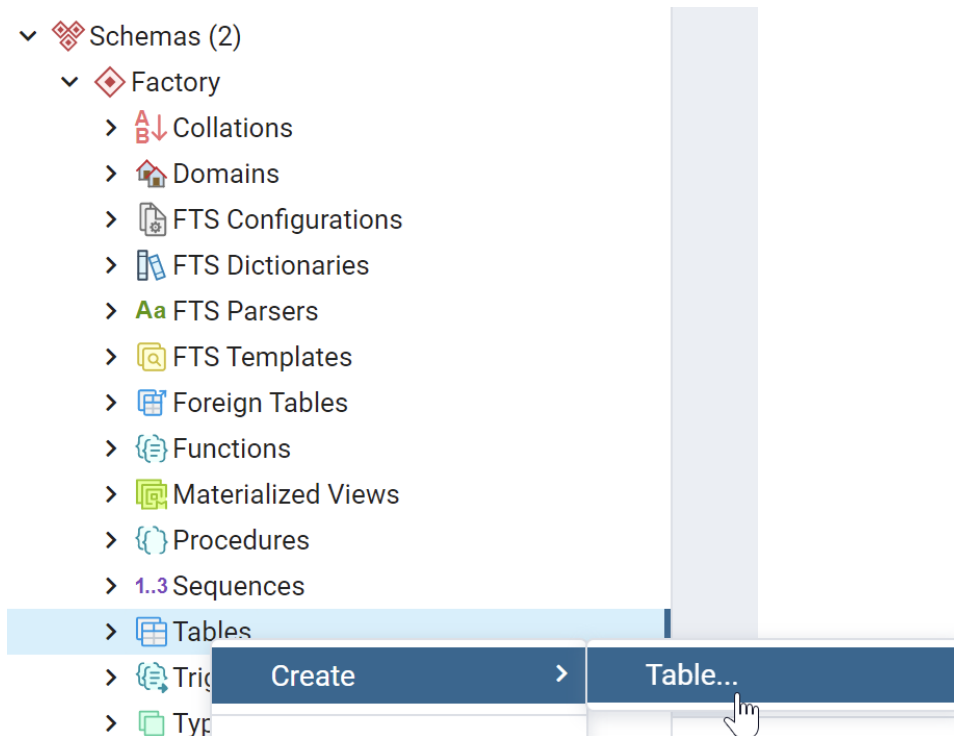 Schemas (2)
Factory
Collations
Domains
FTS Configurations
FTS Dictionaries
Aa FTS Parsers
FTS Templates
Foreign Tables
Functions
Materialized Views
Procedures
1..3 Sequences
Tables
Create
Table...